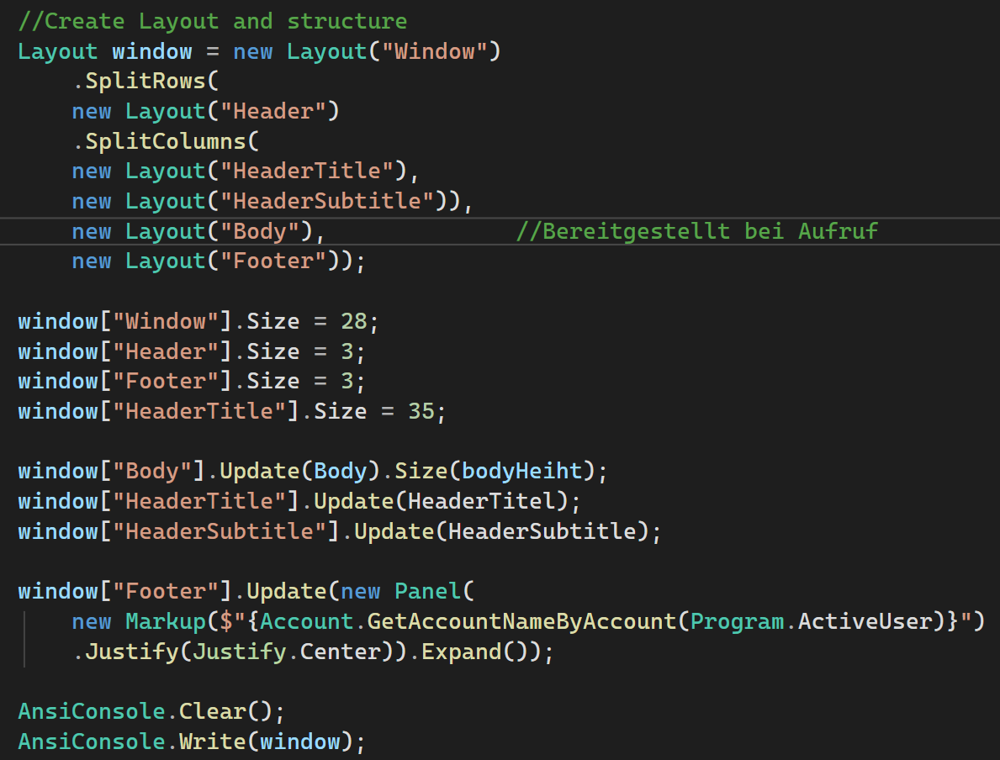 //Create Layout and structure
Layout window = new Layout("Window")
    .SplitRows(
    new Layout("Header")
    .SplitColumns(
    new Layout("HeaderTitle"),
    new Layout("HeaderSubtitle")),
    new Layout("Body"),              //Bereitgestellt bei Aufruf
    new Layout("Footer"));

window["Window"].Size = 28;
window["Header"].Size = 3;
window["Footer"].Size = 3;
window["HeaderTitle"].Size = 35;

window["Body"].Update(Body).Size(bodyHeiht);
window["HeaderTitle"].Update(HeaderTitel);
window["HeaderSubtitle"].Update(HeaderSubtitle);

window["Footer"].Update(new Panel(
    new Markup($"{Account.GetAccountNameByAccount(Program.ActiveUser)}")
    .Justify(Justify.Center)).Expand());

AnsiConsole.Clear();
AnsiConsole.Write(window);